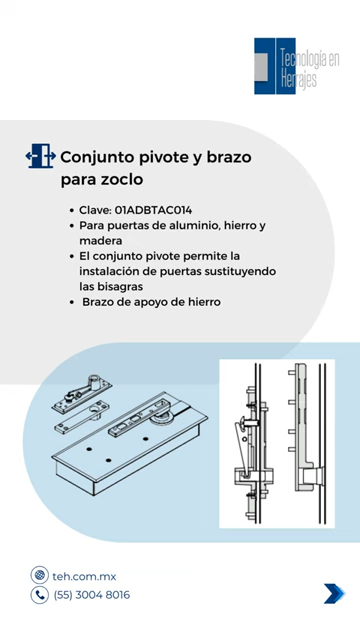 Tecnología en
Herrajes
Conjunto pivote y brazo
para zoclo
• Clave: 01ADBTAC014
• Para puertas de aluminio, hierro y
madera
• El conjunto pivote permite la
instalación de puertas sustituyendo
las bisagras
• Brazo de apoyo de hierro
teh.com.mx
(55) 3004 8016